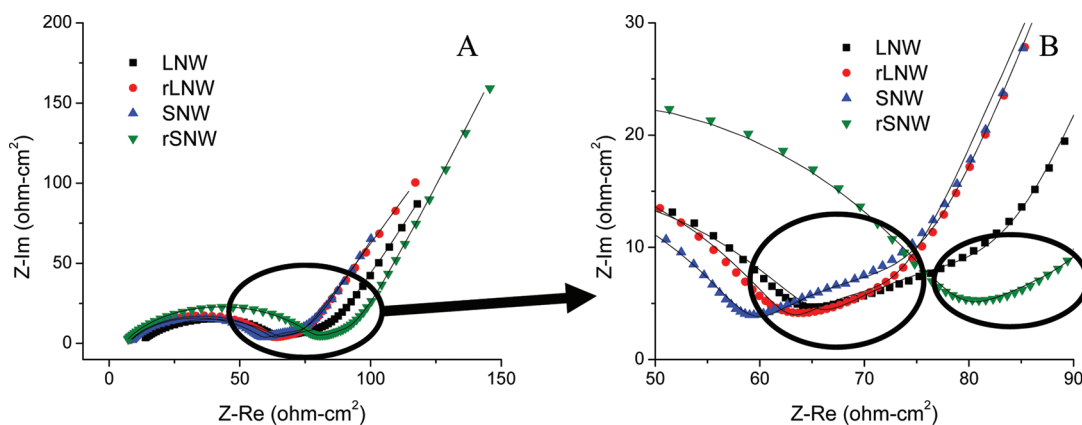 A
LNW
rLNW
SNW
rSNW
200
150
100
50
0
0
50
100
150
Z-Im (ohm-cm²)
Z-Re (ohm-cm²)
B
LNW
rLNW
SNW
rSNW
30
20
10
0
50
60
70
80
90
Z-Im (ohm-cm²)
Z-Re (ohm-cm²)